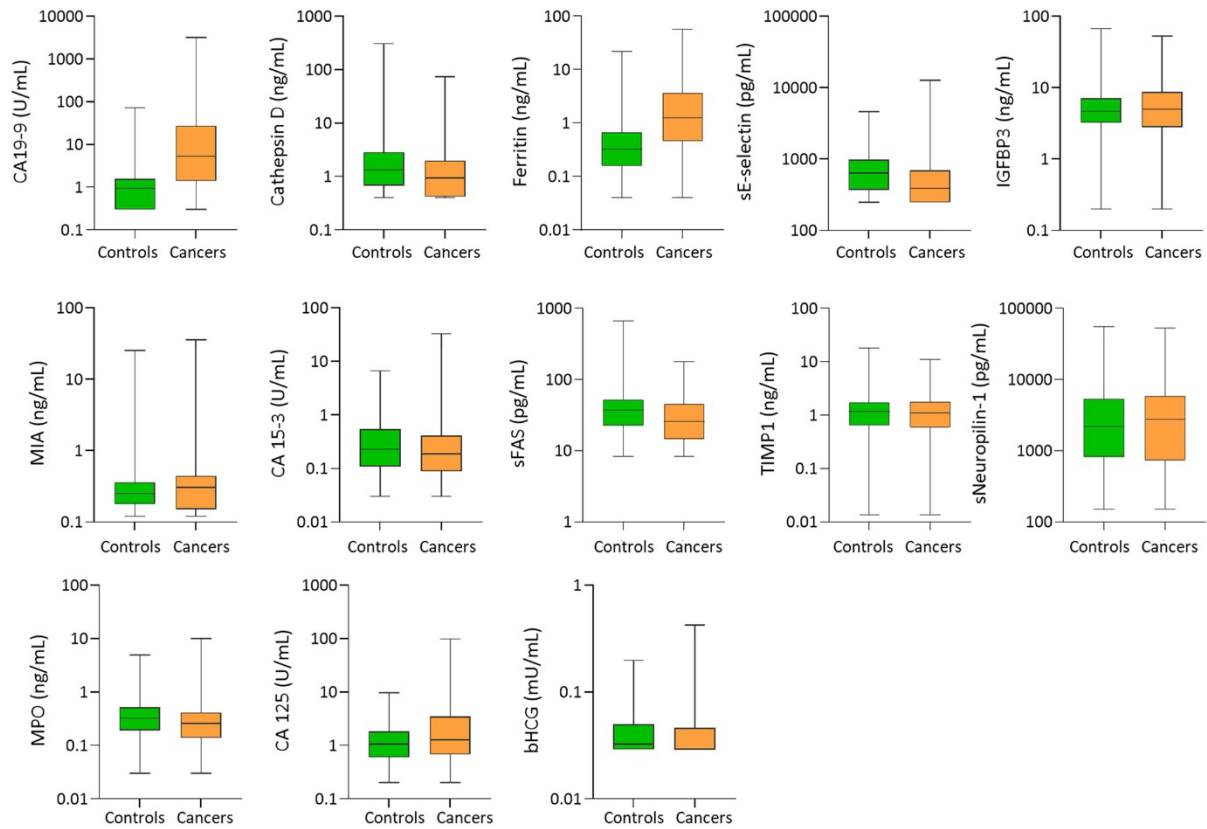 CA19-9 (U/mL)
10000
1000
100
10
1
0.1
Controls Cancers
Cathepsin D (ng/mL)
1000
100
10
1
0.1
Controls Cancers
Ferritin (ng/mL)
100
10
1
0.1
0.01
Controls Cancers
sE-selectin (pg/mL)
100000
10000
1000
100
Controls Cancers
IGFBP3 (ng/mL)
100
10
1
0.1
Controls Cancers
MIA (ng/mL)
100
10
1
0.1
Controls Cancers
CA 15-3 (U/mL)
100
10
1
0.1
0.01
Controls Cancers
sFAS (pg/mL)
1000
100
10
1
Controls Cancers
TIMP1 (ng/mL)
100
10
1
0.1
0.01
Controls Cancers
sNeuropilin-1 (pg/mL)
100000
10000
1000
100
Controls Cancers
MPO (ng/mL)
100
10
1
0.1
0.01
Controls Cancers
CA 125 (U/mL)
1000
100
10
1
0.1
Controls Cancers
bHCG (mU/mL)
1
0.1
0.01
Controls Cancers